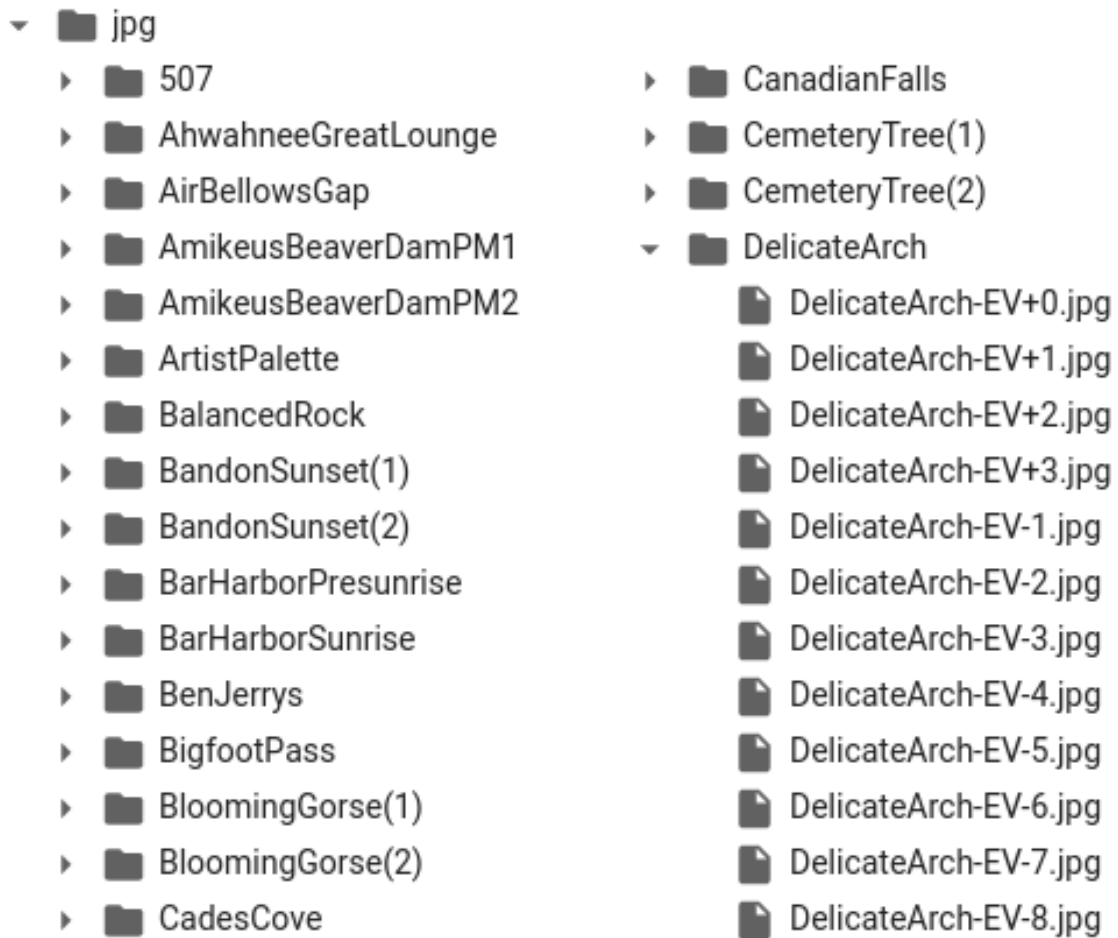 jpg
507
AhwahneeGreatLounge
AirBellowsGap
AmikeusBeaverDamPM1
AmikeusBeaverDamPM2
ArtistPalette
BalancedRock
BandonSunset(1)
BandonSunset(2)
BarHarborPresunrise
BarHarborSunrise
BenJerrys
BigfootPass
BloomingGorse(1)
BloomingGorse(2)
CadesCove
CanadianFalls
CemeteryTree(1)
CemeteryTree(2)
DelicateArch
DelicateArch-EV+0.jpg
DelicateArch-EV+1.jpg
DelicateArch-EV+2.jpg
DelicateArch-EV+3.jpg
DelicateArch-EV-1.jpg
DelicateArch-EV-2.jpg
DelicateArch-EV-3.jpg
DelicateArch-EV-4.jpg
DelicateArch-EV-5.jpg
DelicateArch-EV-6.jpg
DelicateArch-EV-7.jpg
DelicateArch-EV-8.jpg